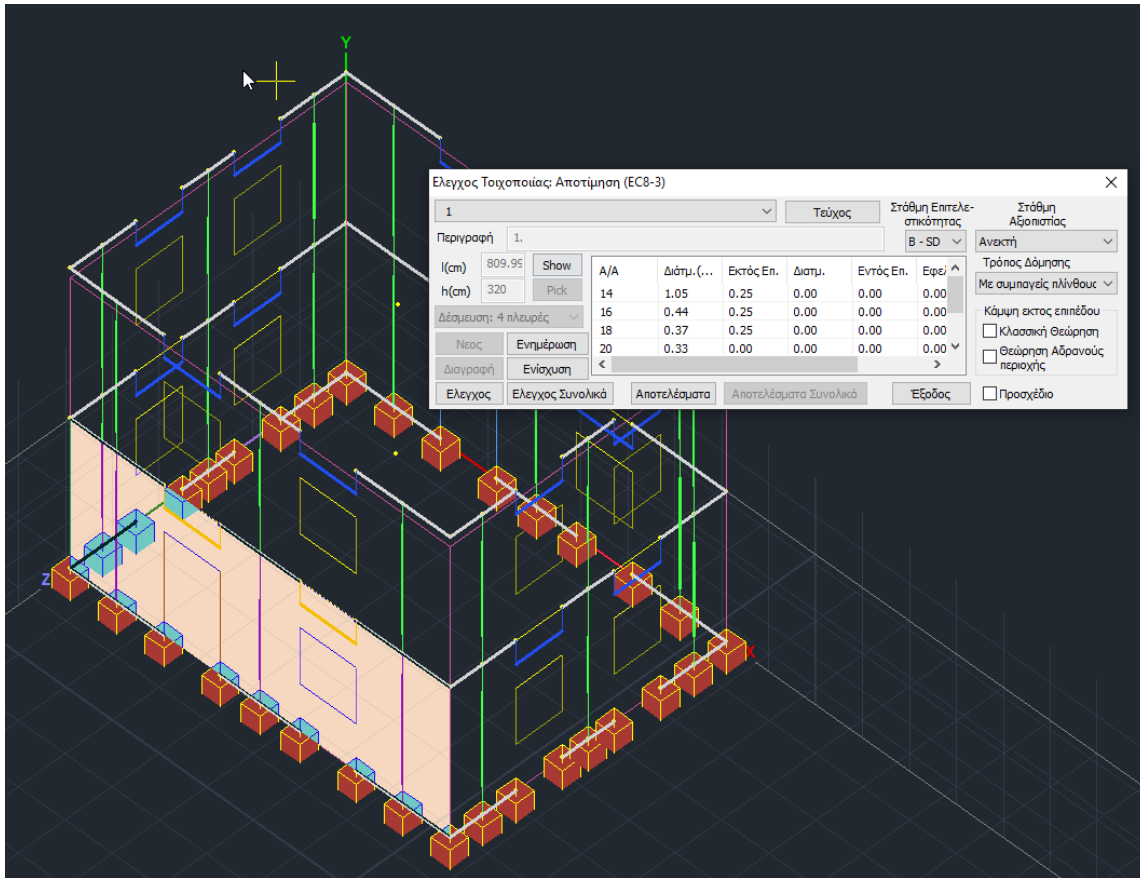 Y
Ελεγχος Τοιχοποιίας: Αποτίμηση (EC8-3)
1
Τεύχος
Στάθμη Επιτελε-
στικότητας
Στάθμη
Αξιοπιστίας
Περιγραφή 1.
B - SD
Ανεκτή
l(cm) 809.95 Show
h(cm) 320 Pick
Τρόπος Δόμησης
Με συμπαγείς πλίνθους
Δέσμευση: 4 πλευρές
Νεος Ενημέρωση
Διαγραφή Ενίσχυση
A/A Διάτμ.(... Εκτός Επ. Διατμ. Εντός Επ. Εφελ
14 1.05 0.25 0.00 0.00 0.00
16 0.44 0.25 0.00 0.00 0.00
18 0.37 0.25 0.00 0.00 0.00
20 0.33 0.00 0.00 0.00 0.00
Κάμψη εκτος επιπέδου
Κλασσική Θεώρηση
Θεώρηση Αδρανούς
περιοχής
Ελεγχος Ελεγχος Συνολικά Αποτελέσματα Αποτελέσματα Συνολικά Έξοδος Προσχέδιο
Z
X